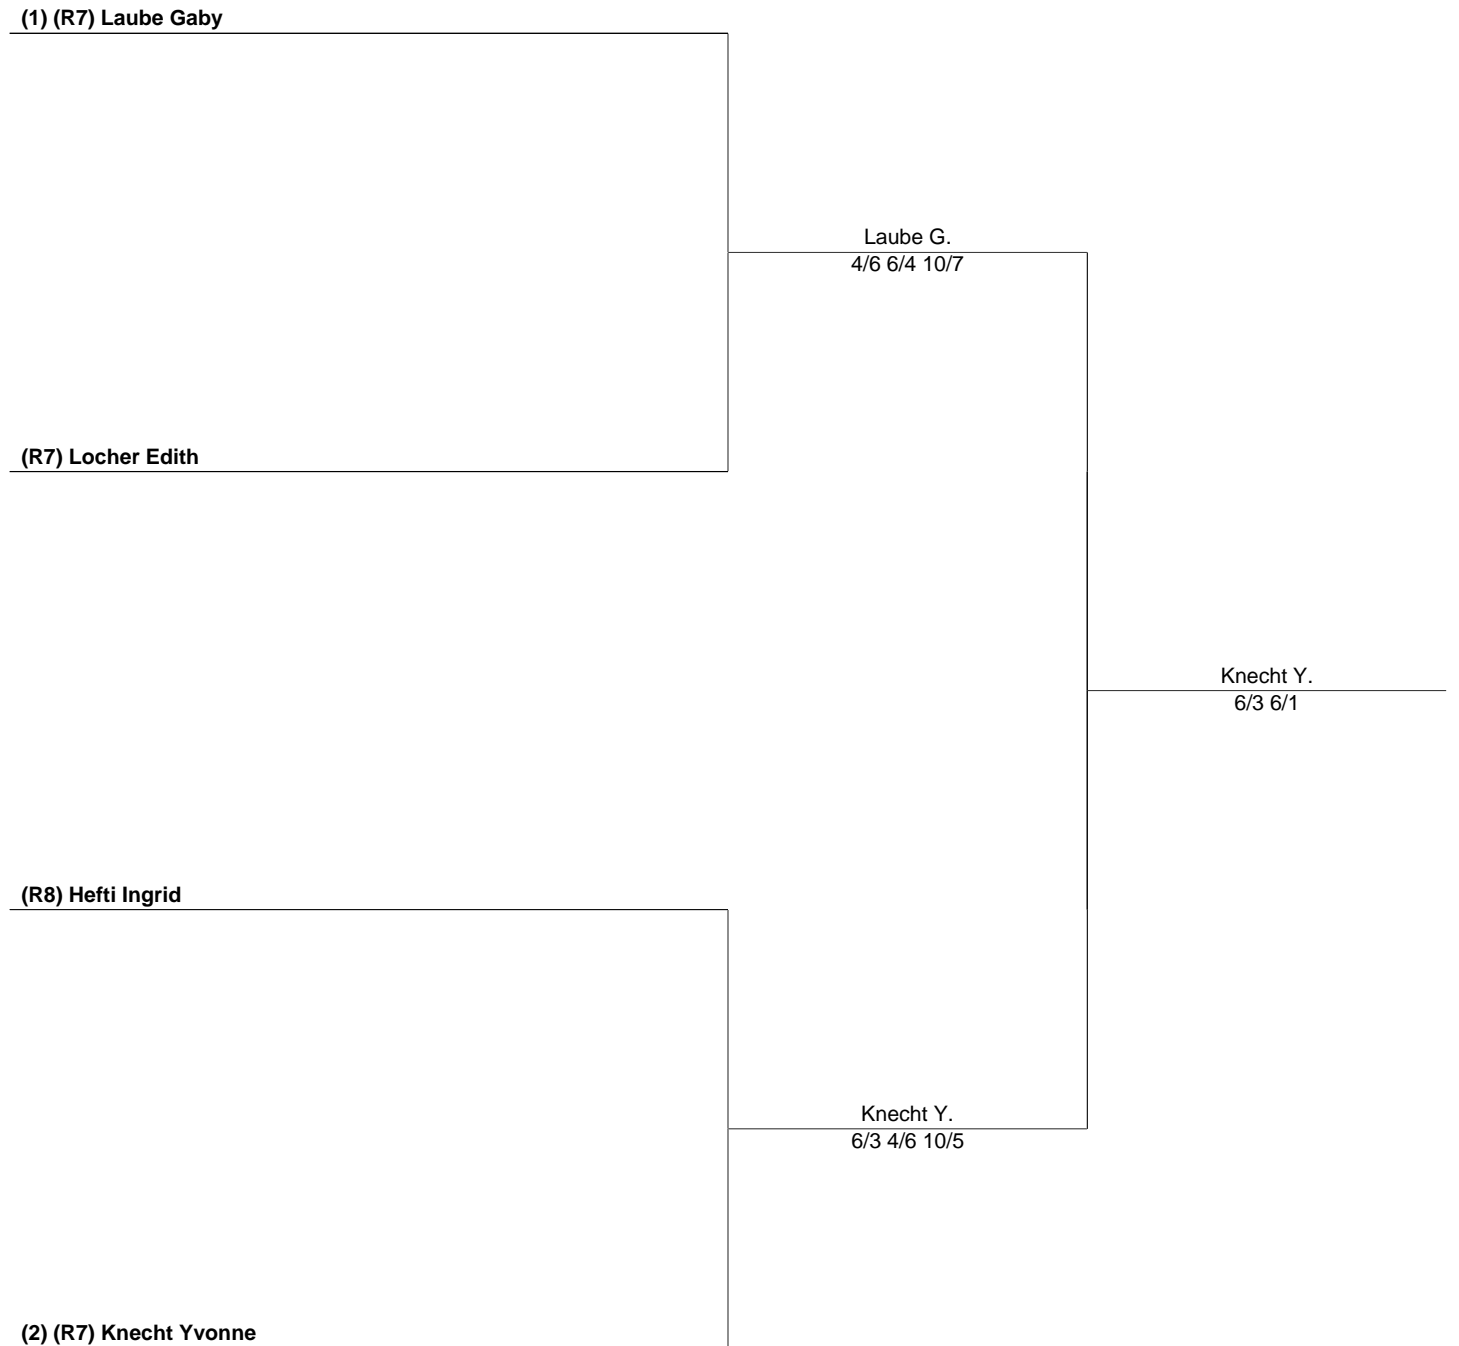 (1) (R7) Laube Gaby
Laube G.
4/6 6/4 10/7
(R7) Locher Edith
Knecht Y.
6/3 6/1
(R8) Hefti Ingrid
Knecht Y.
6/3 4/6 10/5
(2) (R7) Knecht Yvonne